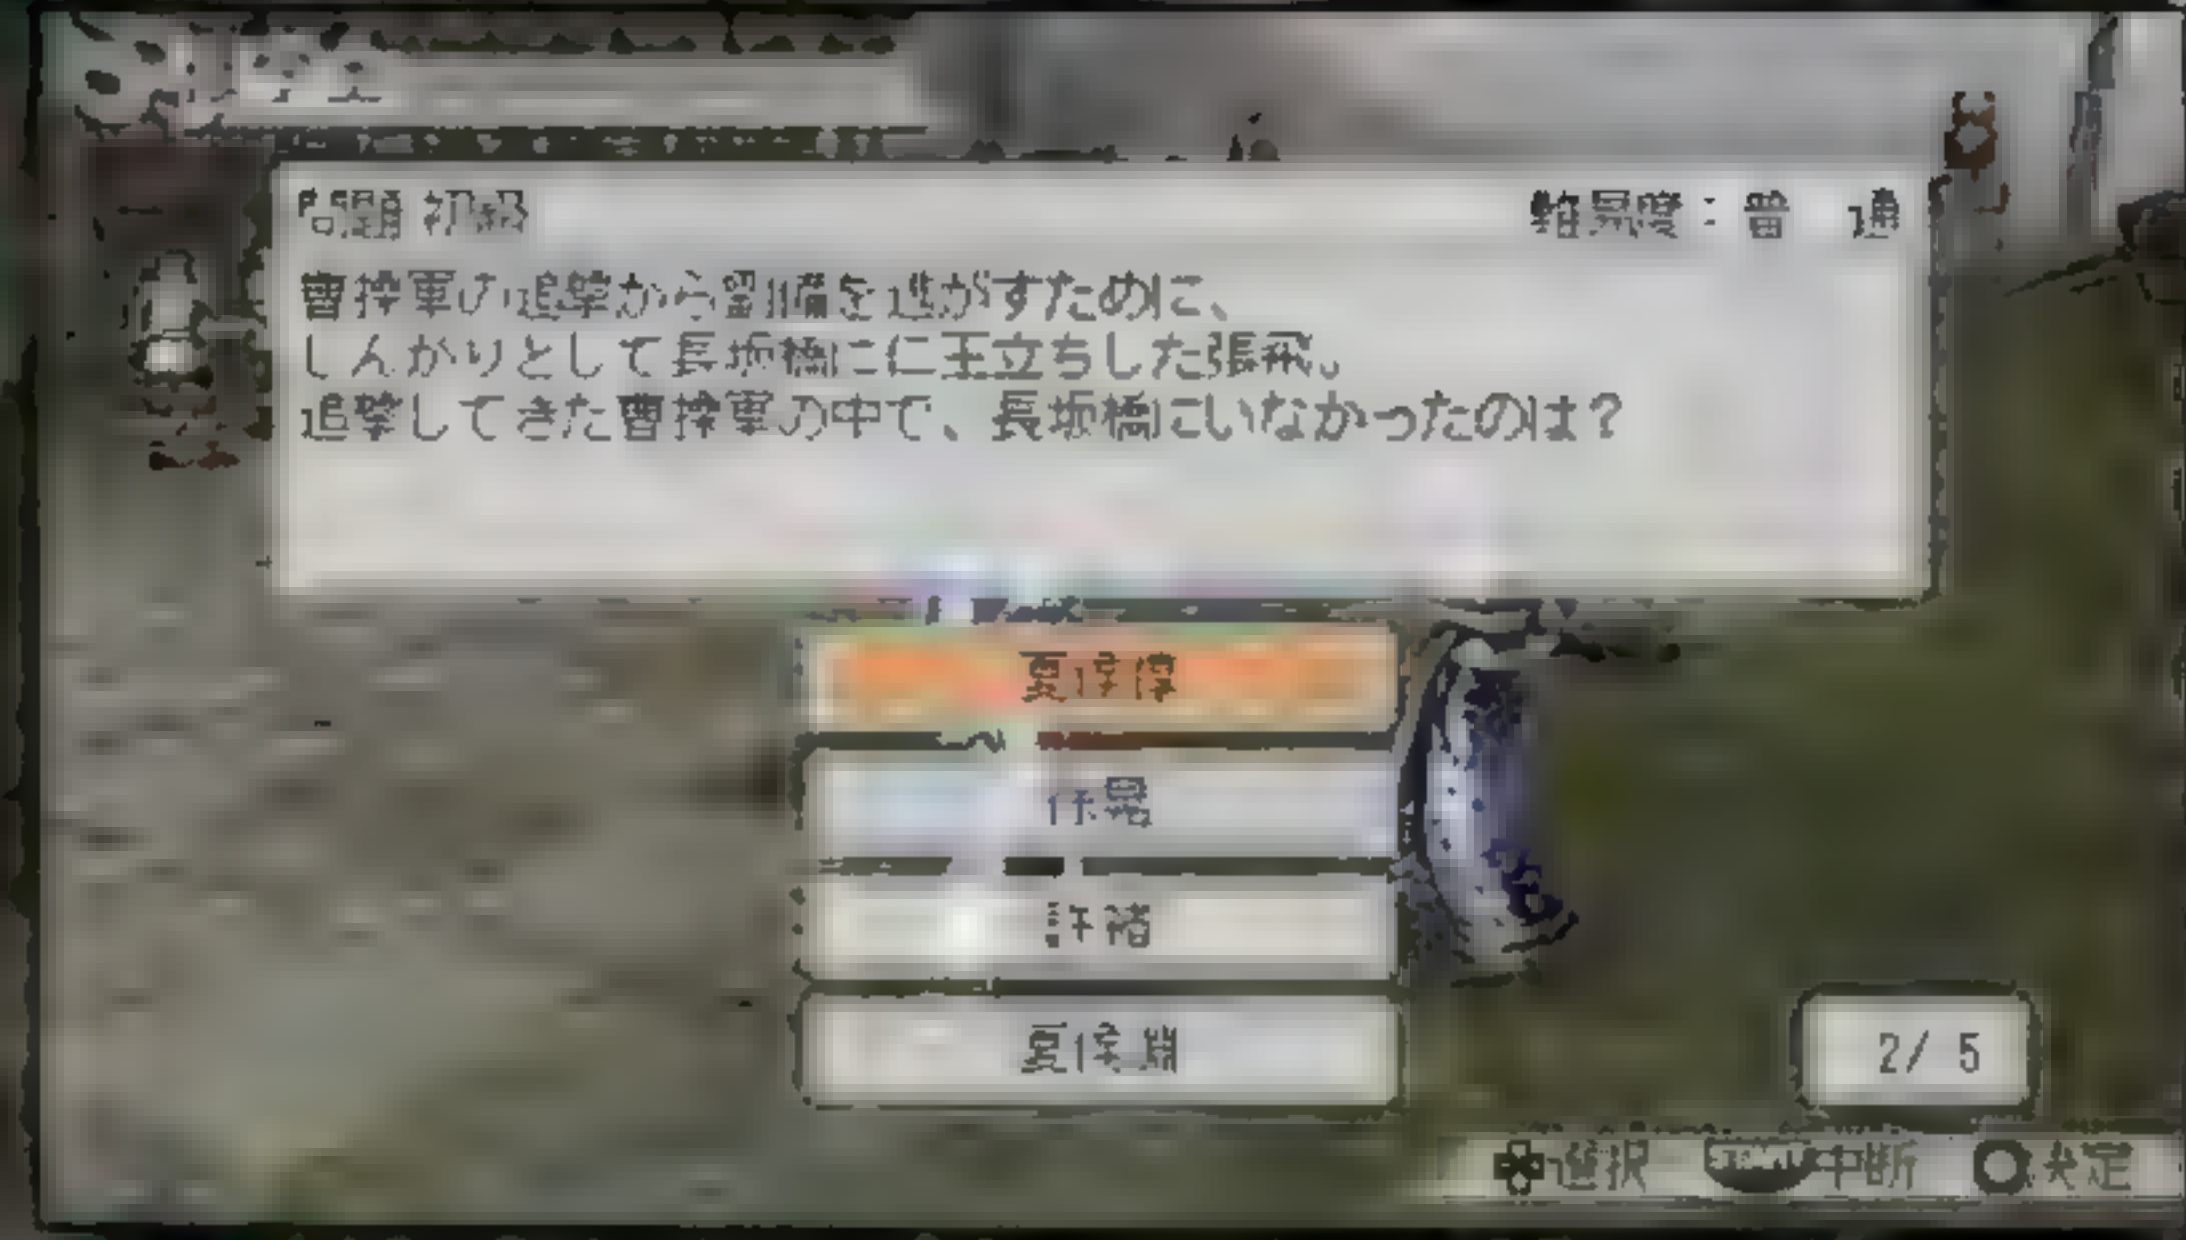 問題 初級
難易度：普 通
曹操軍の追撃から劉備を逃がすために、
しんがりとして長坂橋に仁王立ちした張飛。
追撃してきた曹操軍の中で、長坂橋にいなかったのは？
夏侯惇
徐晃
許褚
夏侯淵
2/ 5
選択 中断 決定